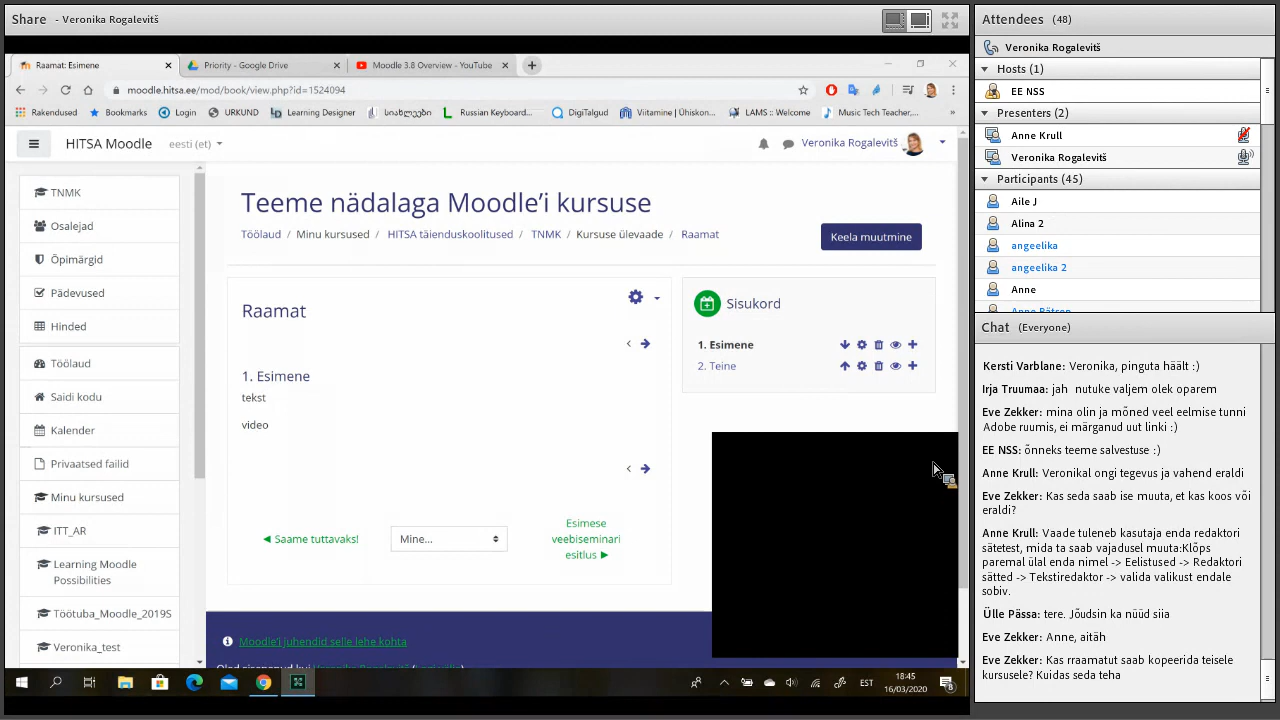 Share - Veronika Rogalevitš
Raamat: Esimene
Priority - Google Drive
Moodle 3.8 Overview - YouTube
moodle.hitsa.ee/mod/book/view.php?id=1524094
Rakendused
Bookmarks
Login
URKUND
Learning Designer
სახლოველი
Russian Keyboard...
DigiTalgud
Viitamine / Ühiskon...
LAMS :: Welcome
Music Tech Teacher,...
HITSA Moodle
eesti (et)
Veronika Rogalevitš
TNMK
Osalejad
Õpimärgid
Pädevused
Hinded
Töölaud
Saidi kodu
Kalender
Privaatsed failid
Minu kursused
ITT_AR
Learning Moodle
Possibilities
Töötuba_Moodle_2019S
Veronika_test
Teeme nädalaga Moodle'i kursuse
Töölaud / Minu kursused / HITSA täienduskoolitused / TNMK / Kursuse ülevaade / Raamat
Keela muutmine
Raamat
1. Esimene
tekst
video
◄ Saame tuttavaks!
Mine...
Esimese
veebiseminari
esitlus ►
Sisukord
1. Esimene
2. Teine
Moodle'i juhendid selle lehe kohta
Oled sisenenud kui Veronika Rogalevitš (Logi välja)
EST
18:45
16/03/2020
8
Attendees (48)
Veronika Rogalevitš
Hosts (1)
EE NSS
Presenters (2)
Anne Krull
Veronika Rogalevitš
Participants (45)
Aile J
Alina 2
angeelika
angeelika 2
Anne
Anne Rätsep
Chat (Everyone)
Kersti Varblane: Veronika, pinguta häält :)
Irja Truumaa: jah nutuke valjem olek oparem
Eve Zekker: mina olin ja mõned veel eelmise tunni
Adobe ruumis, ei märganud uut linki :)
EE NSS: õnneks teeme salvestuse :)
Anne Krull: Veronikal ongi tegevus ja vahend eraldi
Eve Zekker: Kas seda saab ise muuta, et kas koos või
eraldi?
Anne Krull: Vaade tuleneb kasutaja enda redaktori
sätetest, mida ta saab vajadusel muuta:Klõps
paremal ülal enda nimel -> Eelistused -> Redaktori
sätted -> Tekstiredaktor -> valida valikust endale
sobiv.
Ülle Pässa: tere. Jõudsin ka nüüd siia
Eve Zekker: Anne, aitäh
Eve Zekker: Kas rraamatut saab kopeerida teisele
kursusele? Kuidas seda teha